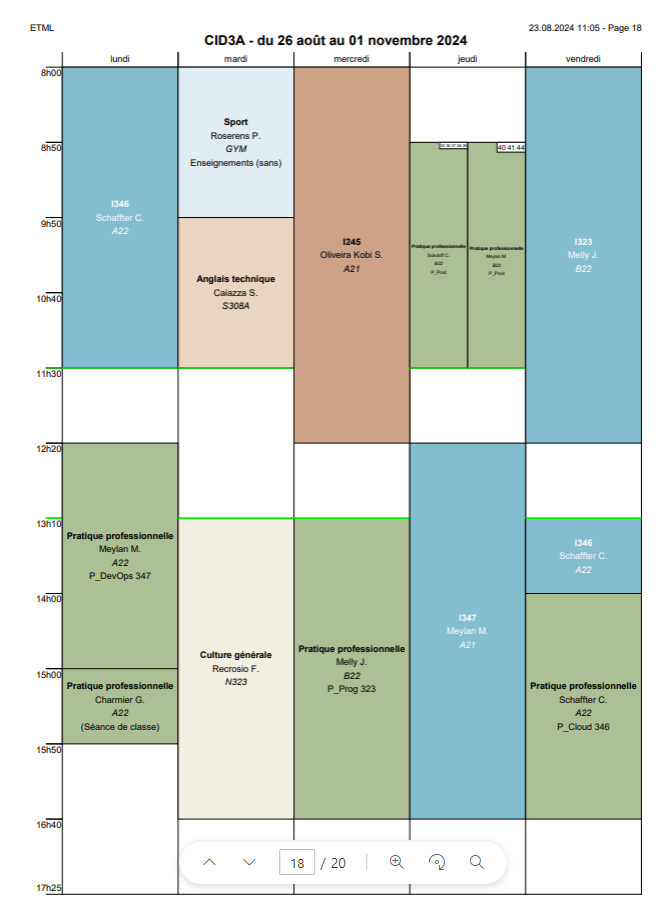 ETML
23.08.2024 11:05 - Page 18
CID3A - du 26 août au 01 novembre 2024
lundi
mardi
mercredi
jeudi
vendredi
8h00
8h50
9h50
10h40
11h30
12h20
13h10
14h00
15h00
15h50
16h40
17h25
I346
Schaffter C.
A22
Pratique professionnelle
Meylan M.
A22
P_DevOps 347
Pratique professionnelle
Charmier G.
A22
(Séance de classe)
Sport
Roserens P.
GYM
Enseignements (sans)
Anglais technique
Caiazza S.
S308A
Culture générale
Recrosio F.
N323
I245
Oliveira Kobi S.
A21
Pratique professionnelle
Melly J.
B22
P_Prog 323
Pratique professionnelle
P_Prod
40 41 44
Pratique professionnelle
Meylan M.
P_Prod
I347
Meylan M.
A21
I323
Melly J.
B22
I346
Schaffter C.
A22
Pratique professionnelle
Schaffter C.
A22
P_Cloud 346
18 / 20